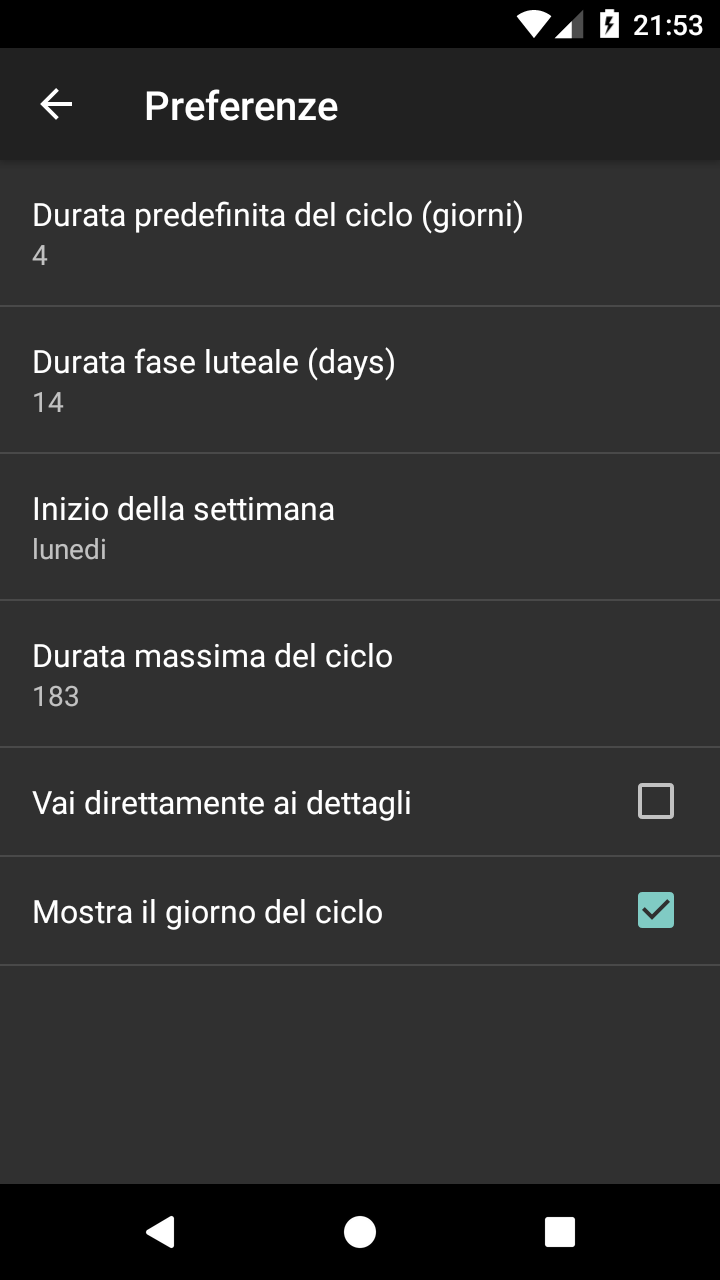 21:53
Preferenze
Durata predefinita del ciclo (giorni)
4
Durata fase luteale (days)
14
Inizio della settimana
lunedi
Durata massima del ciclo
183
Vai direttamente ai dettagli
Mostra il giorno del ciclo